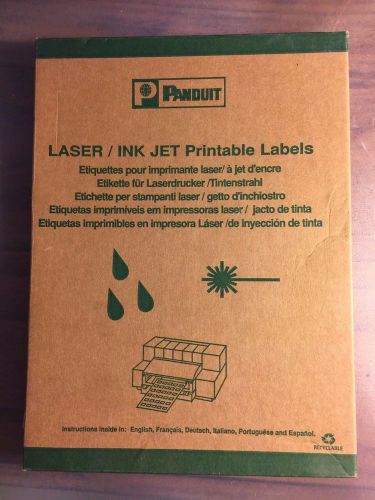 P PANDUIT
LASER / INK JET Printable Labels
Etiquettes pour imprimante laser/ à jet d'encre
Etikette für Laserdrucker /Tintenstrahl
Etichette per stampanti laser / getto d'inchiostro
Etiquetas imprimíveis em impressoras laser / jacto de tinta
Etiquetas imprimibles en impresora Láser /de inyección de tinta
Instructions inside in: English, Français, Deutsch, Italiano, Portuguêse and Español.
RECYCLABLE